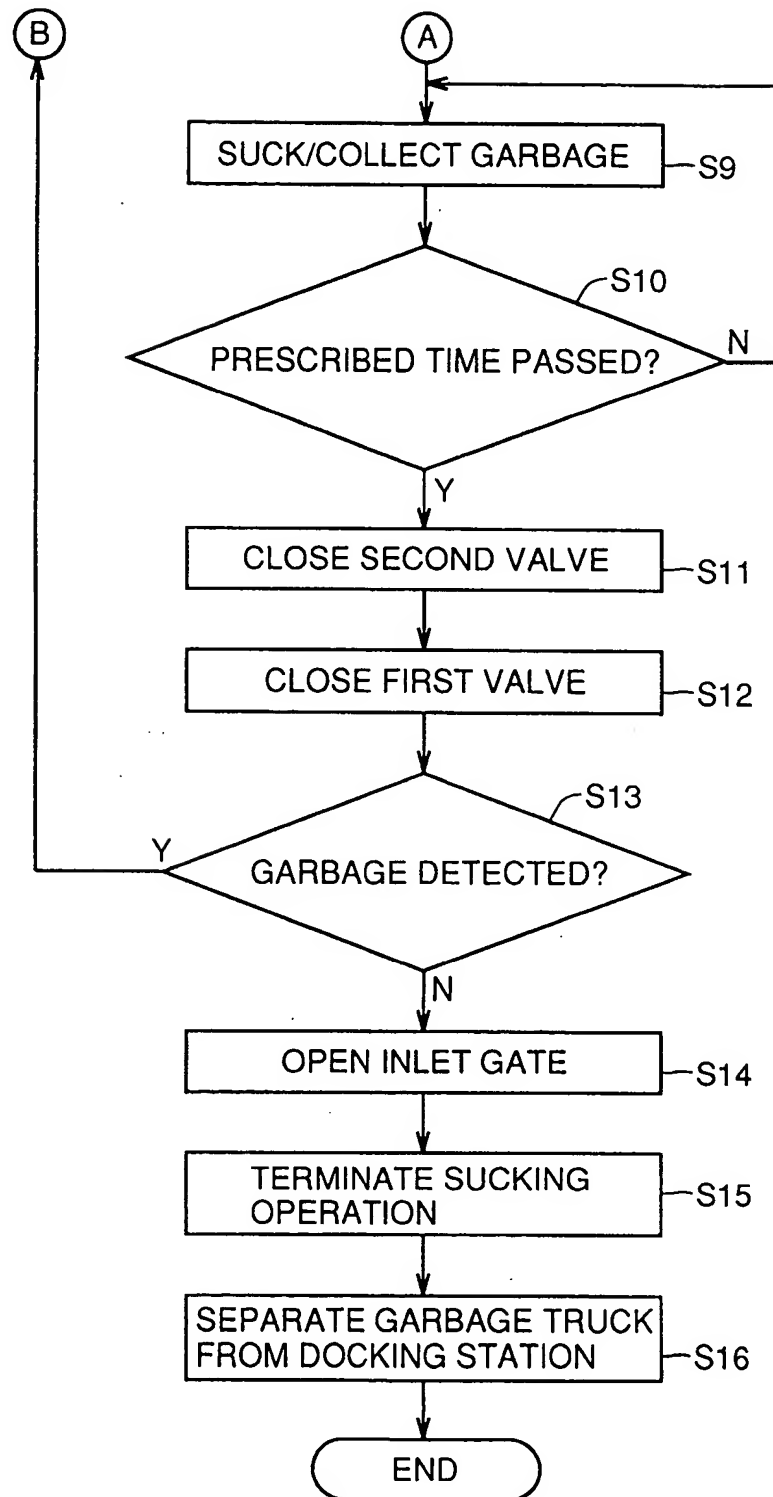 B
A
SUCK/COLLECT GARBAGE
S9
S10
PRESCRIBED TIME PASSED?
N
Y
CLOSE SECOND VALVE
S11
CLOSE FIRST VALVE
S12
S13
Y
GARBAGE DETECTED?
N
OPEN INLET GATE
S14
TERMINATE SUCKING
OPERATION
S15
SEPARATE GARBAGE TRUCK
FROM DOCKING STATION
S16
END